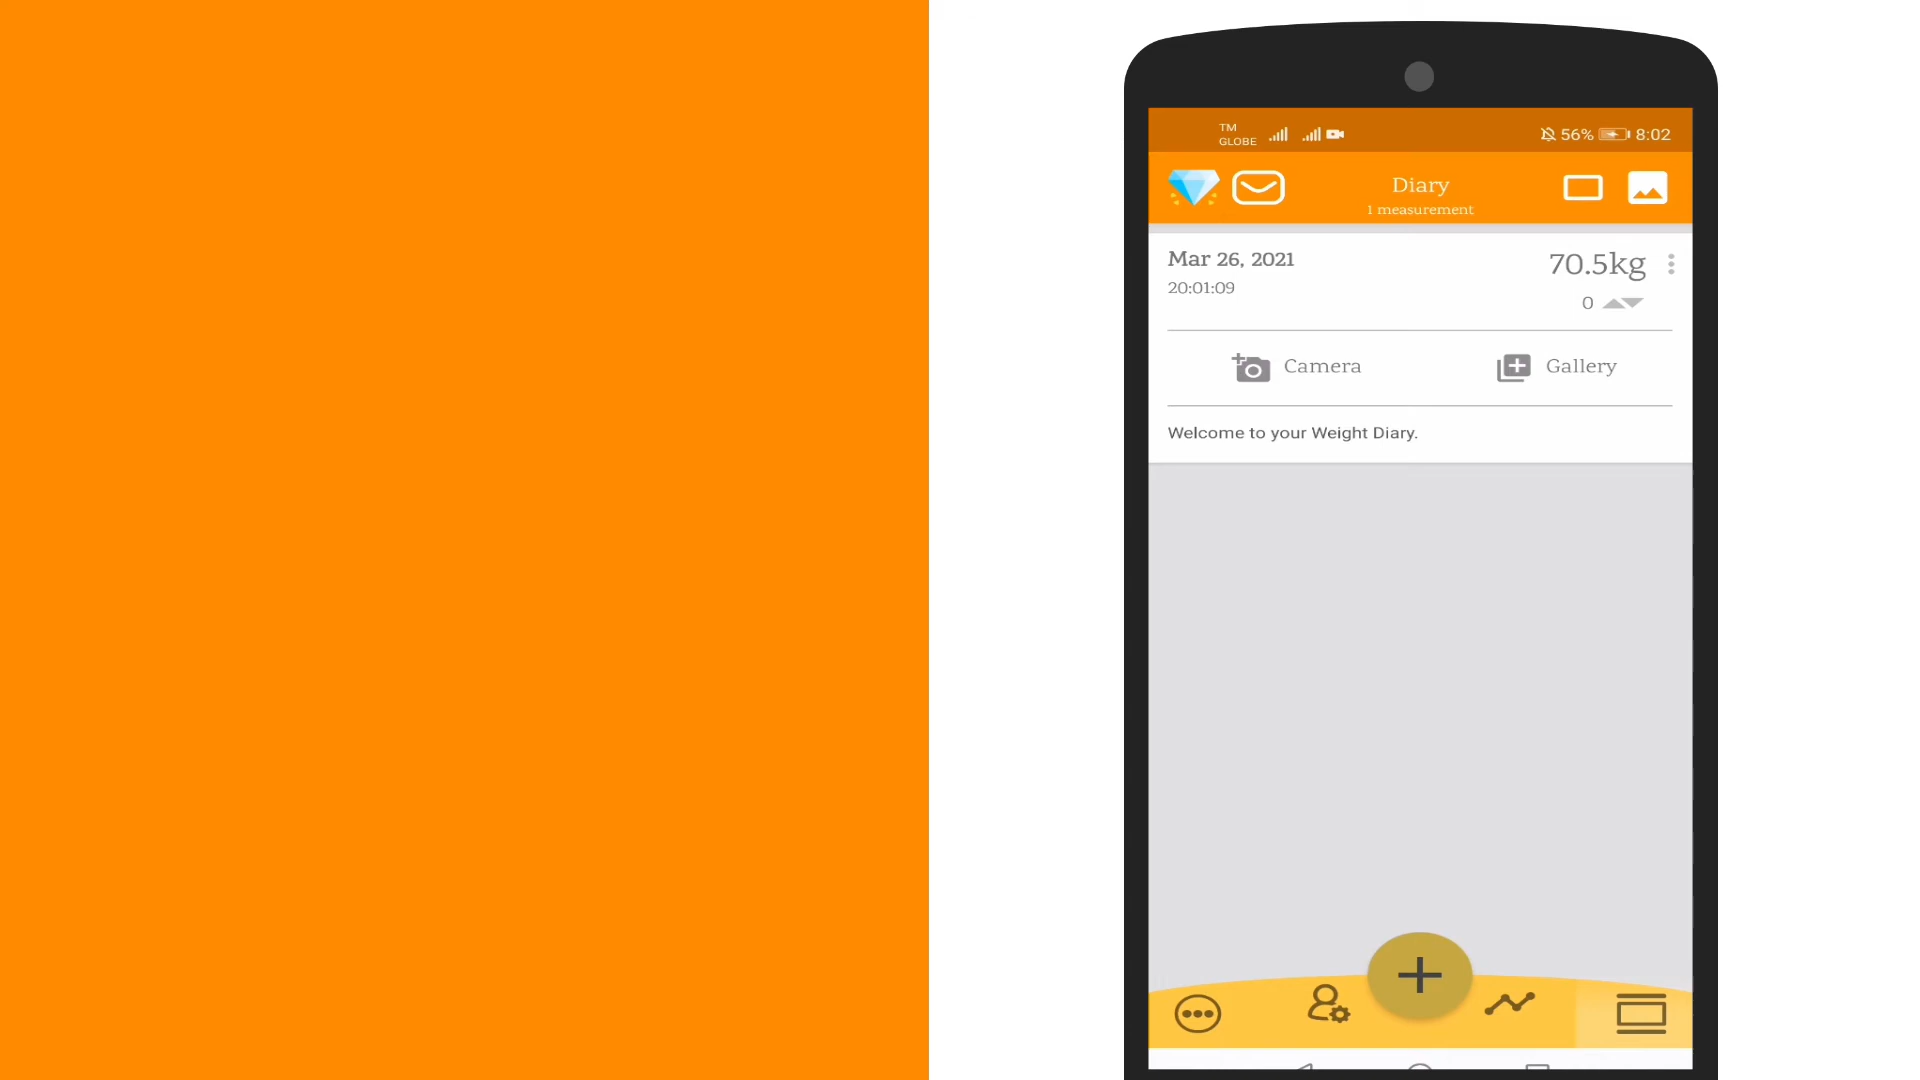 TM
GLOBE
56%
8:02
Diary
1 measurement
Mar 26, 2021
70.5kg
20:01:09
0
Camera
Gallery
Welcome to your Weight Diary.